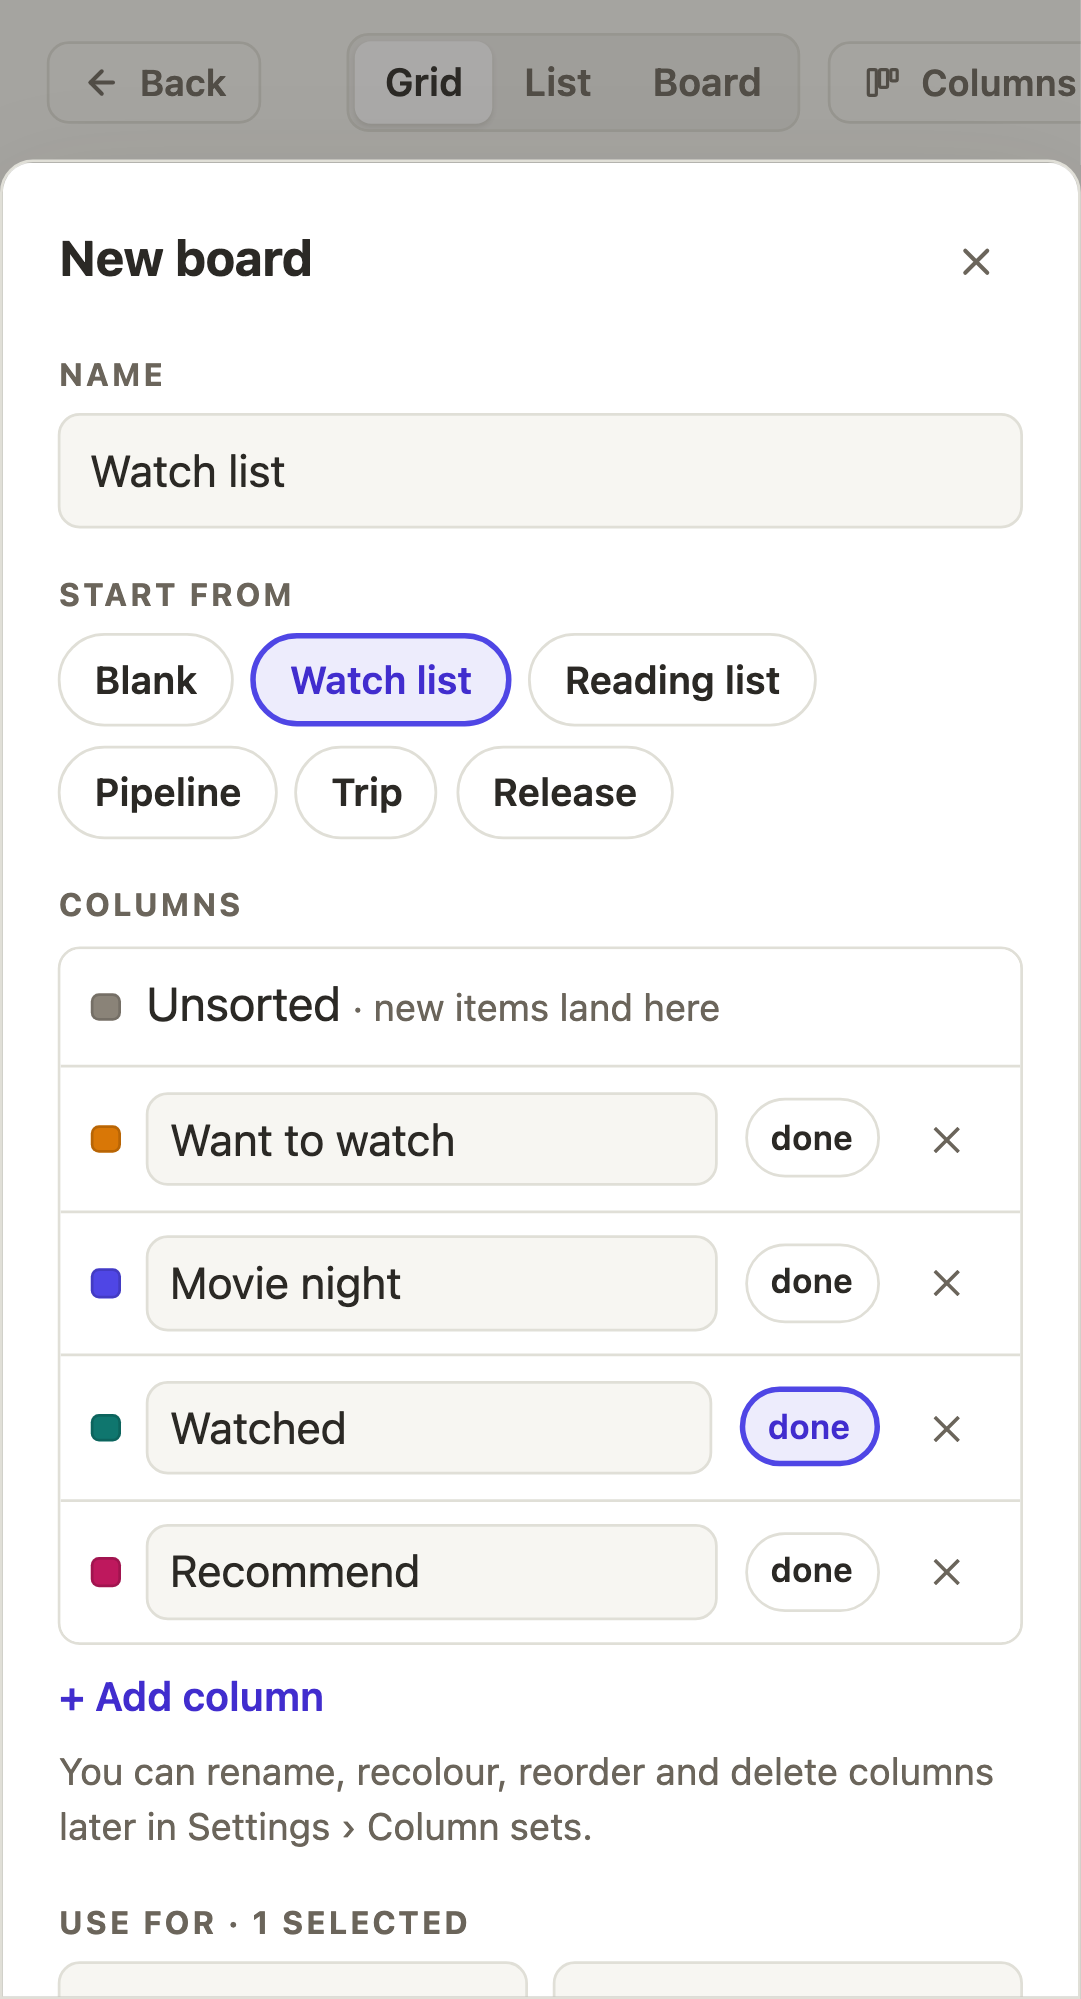 Back
Grid
List
Board
Columns
New board
NAME
Watch list
START FROM
Blank
Watch list
Reading list
Pipeline
Trip
Release
COLUMNS
Unsorted · new items land here
Want to watch
done
Movie night
done
Watched
done
Recommend
done
+ Add column
You can rename, recolour, reorder and delete columns
later in Settings › Column sets.
USE FOR · 1 SELECTED